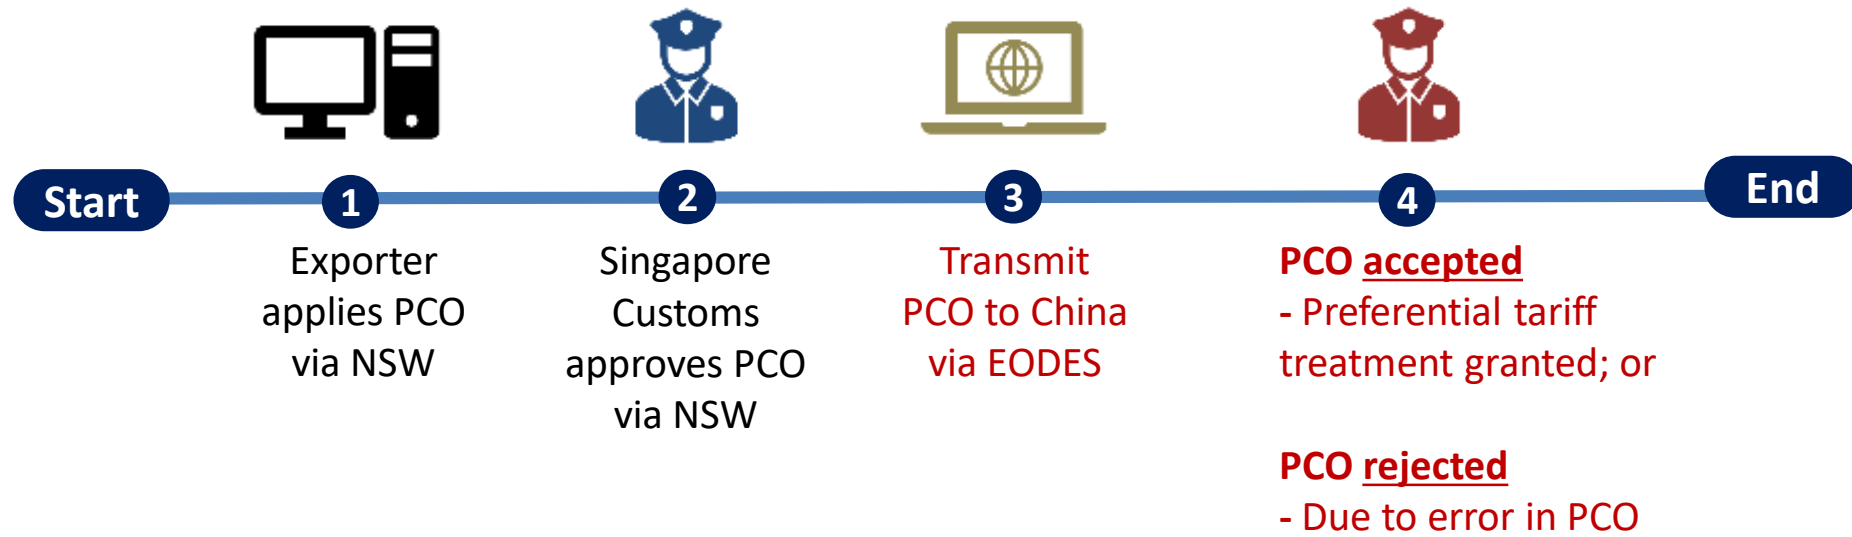 Start
1
2
3
4
End
Exporter
applies PCO
via NSW
Singapore
Customs
approves PCO
via NSW
Transmit
PCO to China
via EODES
PCO accepted
- Preferential tariff
treatment granted; or
PCO rejected
- Due to error in PCO